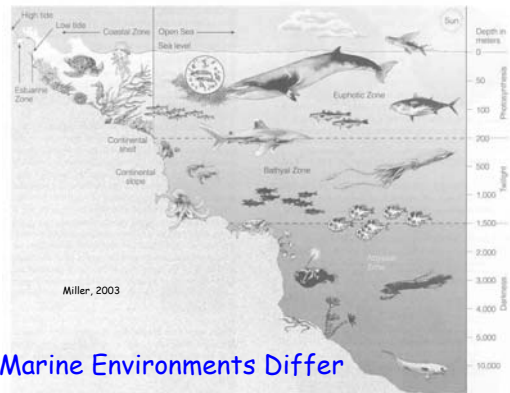 High tide
Low tide
Coastal Zone
Open Sea
Sun
Depth in meters
Sea level
0
Estuarine Zone
50
Euphotic Zone
Photosynthesis
100
Continental shelf
200
500
Continental slope
Bathyal Zone
Twilight
1,000
1,500
Abyssal Zone
2,000
Miller, 2003
3,000
Darkness
4,000
5,000
Marine Environments Differ
10,000